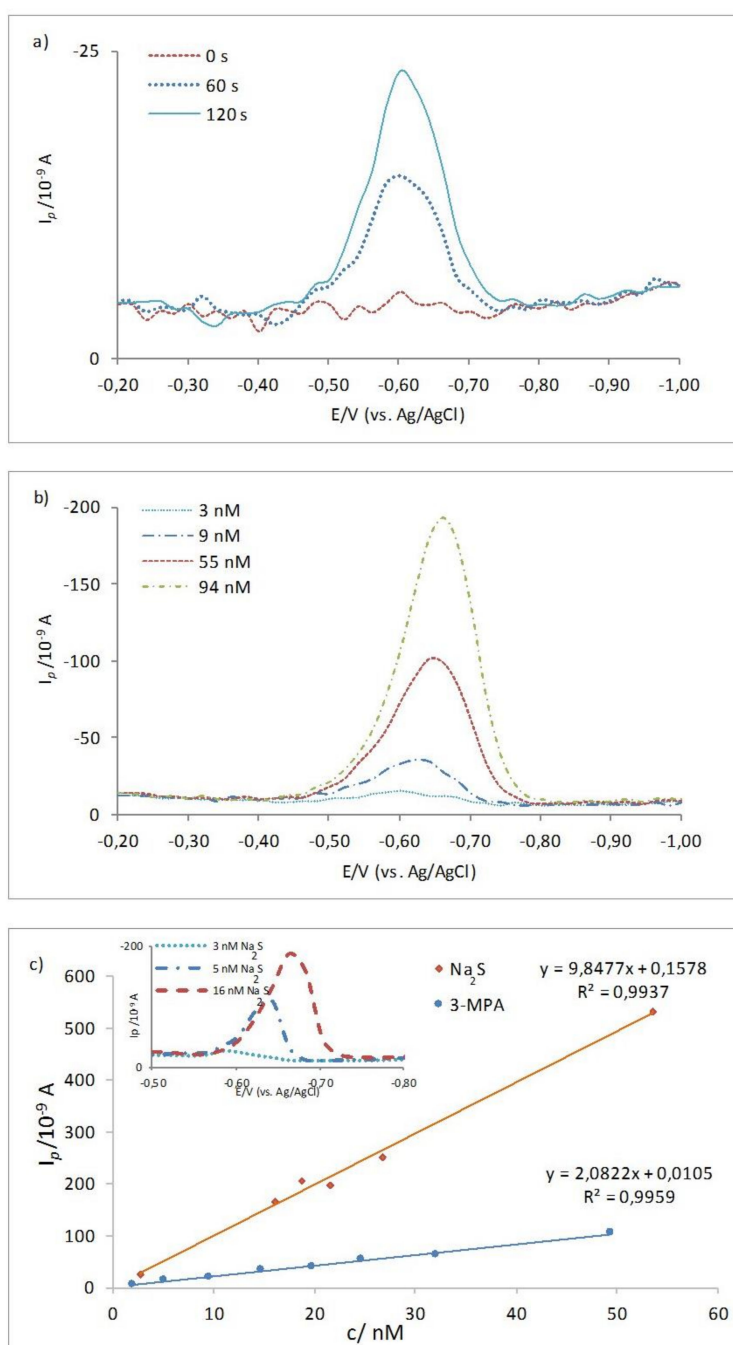 a)
-25
0 s
60 s
120 s
Ip /10-9 A
0
-0,20 -0,30 -0,40 -0,50 -0,60 -0,70 -0,80 -0,90 -1,00
E/V (vs. Ag/AgCl)
b)
-200
3 nM
9 nM
55 nM
94 nM
-150
-100
-50
0
Ip /10-9 A
-0,20 -0,30 -0,40 -0,50 -0,60 -0,70 -0,80 -0,90 -1,00
E/V (vs. Ag/AgCl)
c)
-200
3 nM Na2S
5 nM Na2S
16 nM Na2S
Ip /10-9 A
0
-0,50 -0,60 -0,70 -0,80
E/V (vs. Ag/AgCl)
Na2S
3-MPA
y = 9,8477x + 0,1578
R² = 0,9937
y = 2,0822x + 0,0105
R² = 0,9959
600
500
400
300
200
100
0
Ip /10-9 A
0 10 20 30 40 50 60
c/ nM